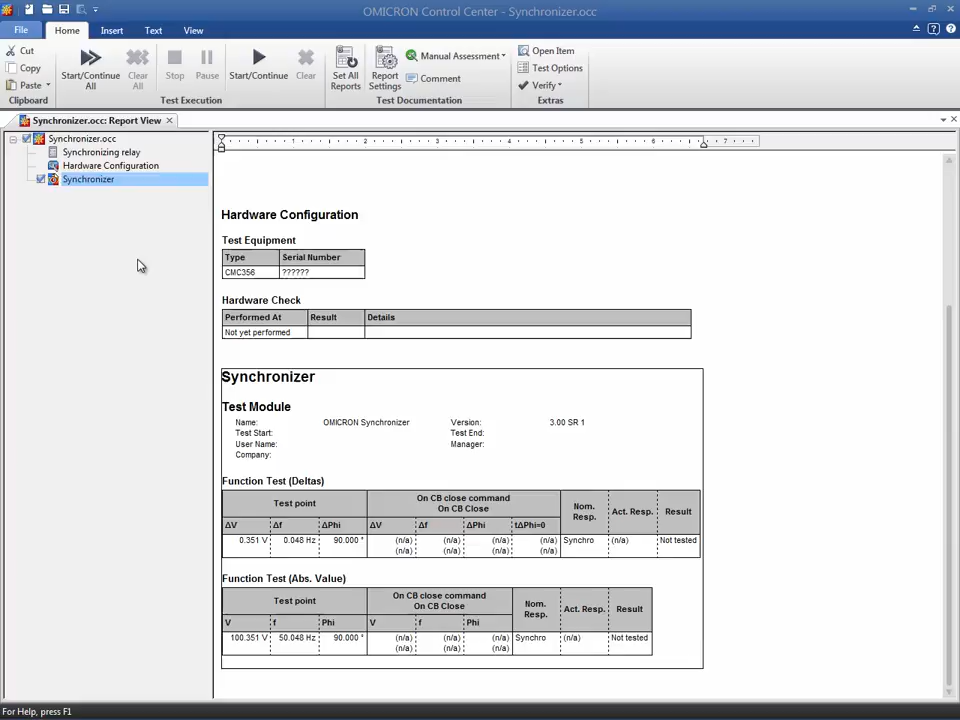 OMICRON Control Center - Synchronizer.occ
File Home Insert Text View
Cut
Copy
Paste
Clipboard
Start/Continue All
Clear All
Stop
Pause
Start/Continue
Clear
Test Execution
Set All Reports
Report Settings
Manual Assessment
Comment
Test Documentation
Open Item
Test Options
Verify
Extras
Synchronizer.occ: Report View
Synchronizer.occ
Synchronizing relay
Hardware Configuration
Synchronizer
1 2 3 4 5 6 7
Hardware Configuration
Test Equipment
Type Serial Number
CMC356 ??????
Hardware Check
Performed At Result Details
Not yet performed
Synchronizer
Test Module
Name: OMICRON Synchronizer Version: 3.00 SR 1
Test Start: Test End:
User Name: Manager:
Company:
Function Test (Deltas)
Test point On CB close command On CB Close Nom. Resp. Act. Resp. Result
ΔV Δf ΔPhi ΔV Δf ΔPhi tΔPhi=0
0.351 V 0.048 Hz 90.000 ° (n/a) (n/a) (n/a) (n/a) Synchro (n/a) Not tested
(n/a) (n/a) (n/a) (n/a)
Function Test (Abs. Value)
Test point On CB close command On CB Close Nom. Resp. Act. Resp. Result
V f Phi V f Phi
100.351 V 50.048 Hz 90.000 ° (n/a) (n/a) (n/a) Synchro (n/a) Not tested
(n/a) (n/a) (n/a)
For Help, press F1